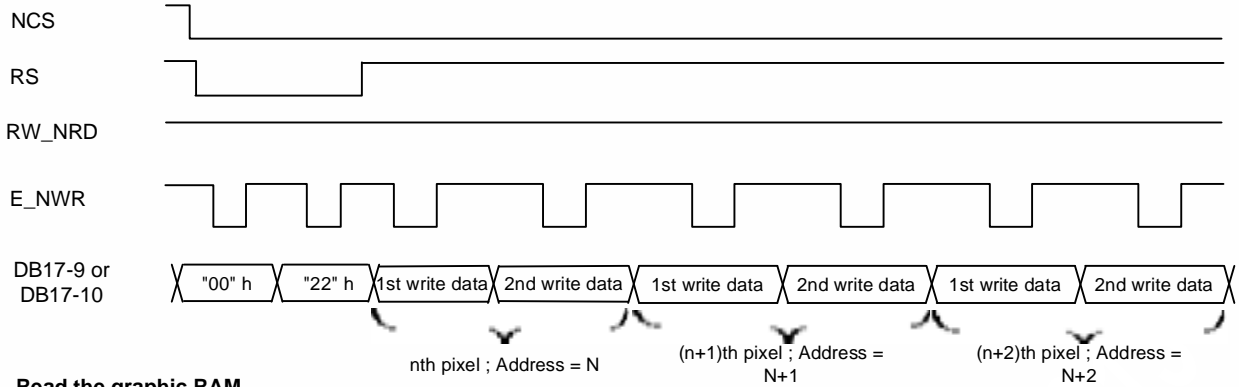 NCS
RS
RW_NRD
E_NWR
DB17-9 or
DB17-10
"00" h
"22" h
1st write data
2nd write data
1st write data
2nd write data
1st write data
2nd write data
nth pixel ; Address = N
(n+1)th pixel ; Address =
N+1
(n+2)th pixel ; Address =
N+2
Read the graphic RAM